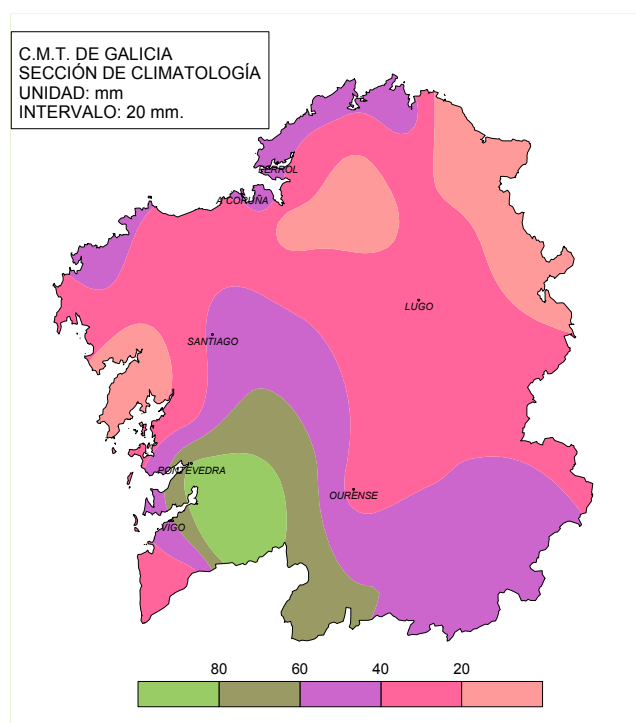 C.M.T. DE GALICIA
SECCIÓN DE CLIMATOLOGÍA
UNIDAD: mm
INTERVALO: 20 mm.
FERROL
A CORUÑA
LUGO
SANTIAGO
PONTEVEDRA
OURENSE
VIGO
80 60 40 20